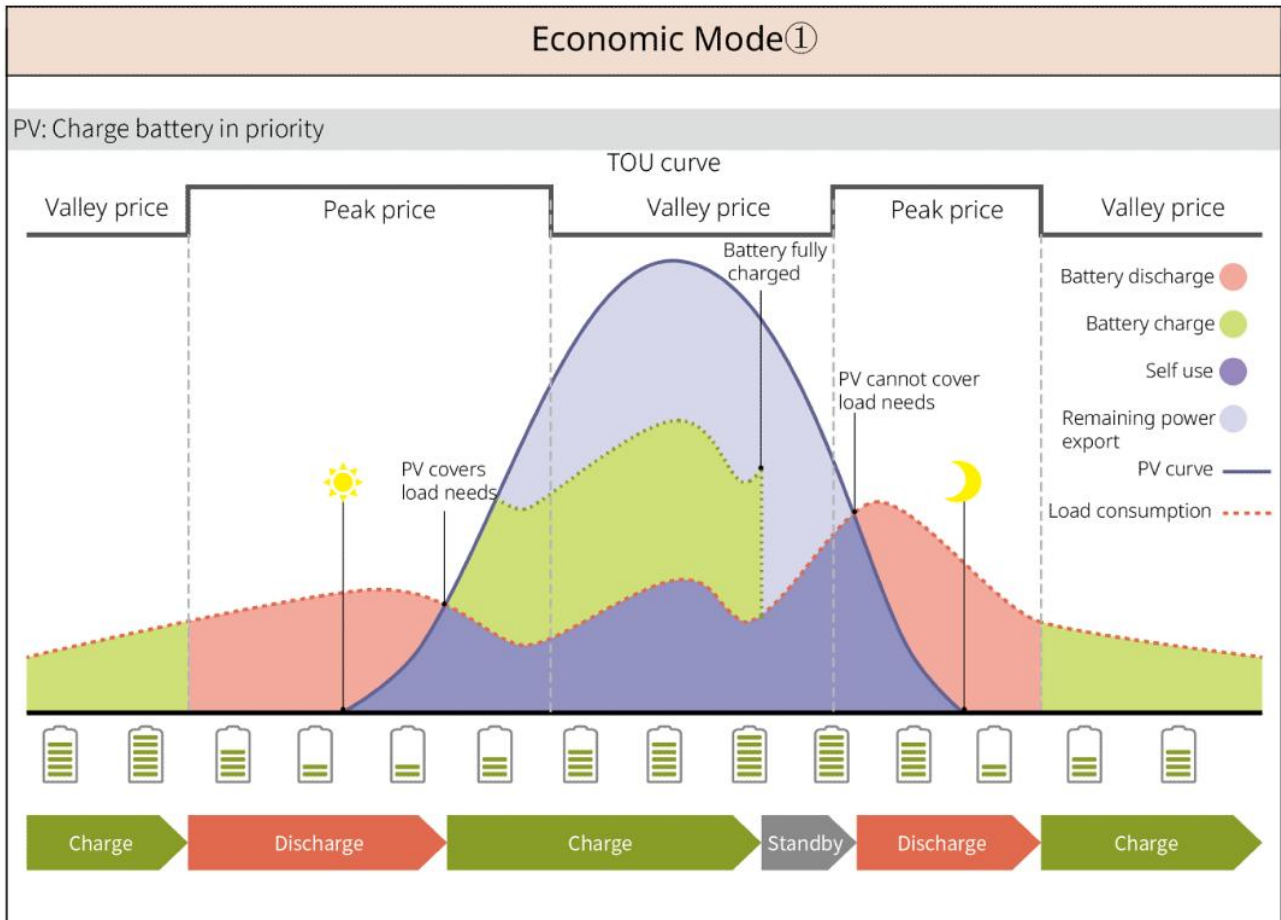 Economic Mode①
PV: Charge battery in priority
TOU curve
Valley price
Peak price
Valley price
Peak price
Valley price
Battery fully
charged
Battery discharge
Battery charge
Self use
Remaining power
export
PV curve
Load consumption
PV cannot cover
load needs
PV covers
load needs
Charge
Discharge
Charge
Standby
Discharge
Charge